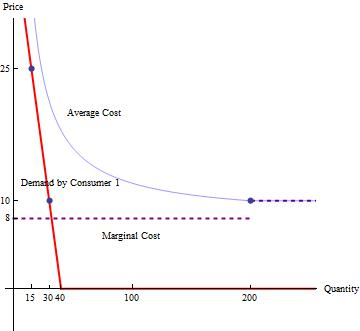 Price
25
Average Cost
Demand by Consumer 1
10
8
Marginal Cost
Quantity
15 30 40 100 200